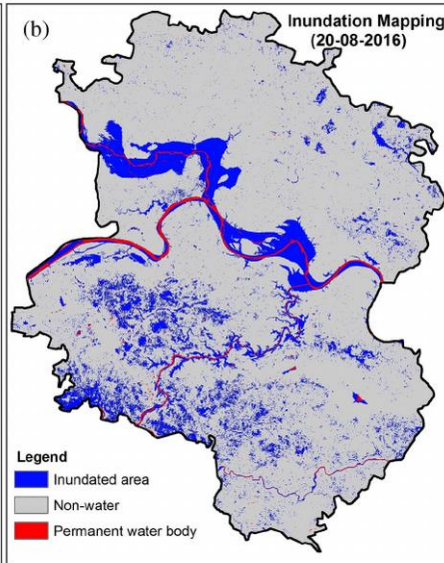 (b)
Inundation Mapping
(20-08-2016)
Legend
Inundated area
Non-water
Permanent water body